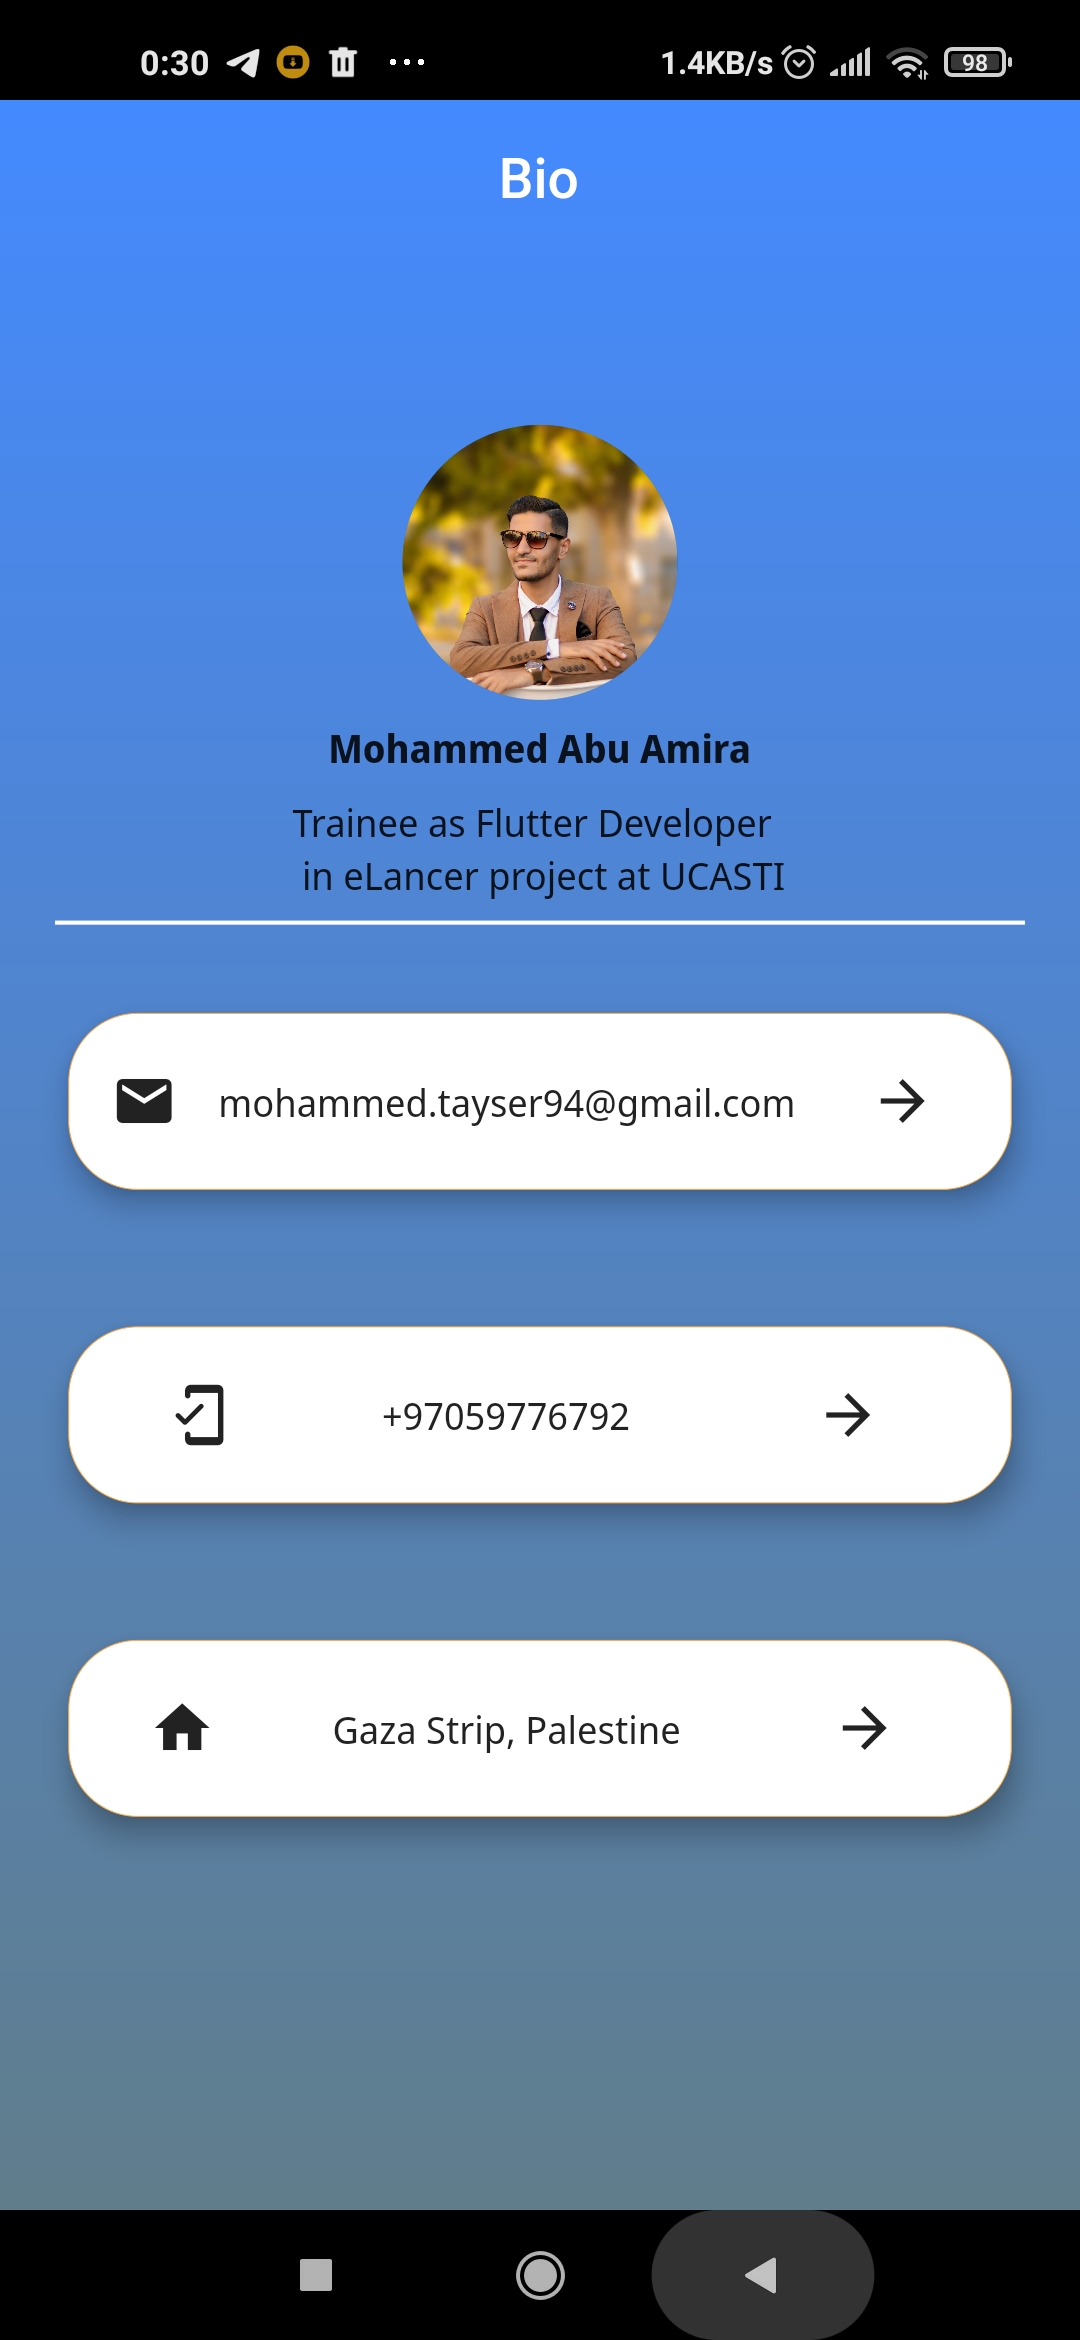 0:30 1.4KB/s 98
Bio
Mohammed Abu Amira
Trainee as Flutter Developer
in eLancer project at UCASTI
mohammed.tayser94@gmail.com
+97059776792
Gaza Strip, Palestine